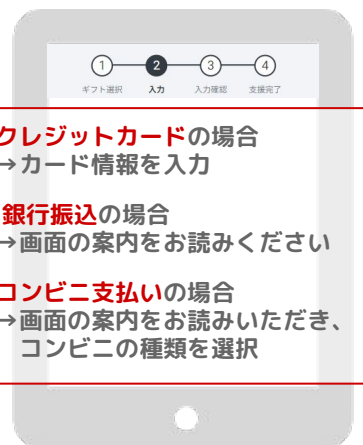 1 2 3 4
ギフト選択 入力 入力確認 支援完了
クレジットカードの場合
→カード情報を入力
銀行振込の場合
→画面の案内をお読みください
コンビニ支払いの場合
→画面の案内をお読みいただき、
コンビニの種類を選択